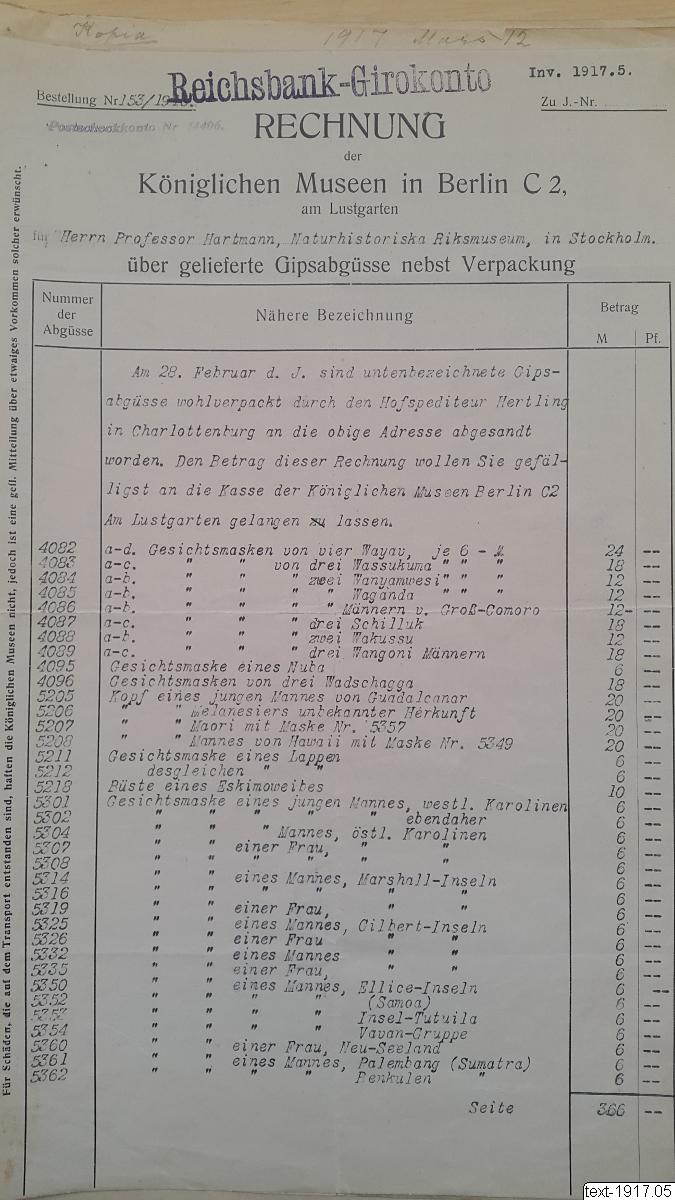 Kopia 1917 Mars 12
Reichsbank-Girokonto
Inv. 1917.5.
Bestellung Nr. 153/19
Zu J.-Nr.
Postscheckkonto Nr
RECHNUNG
der
Königlichen Museen in Berlin C 2,
am Lustgarten
für Herrn Professor Hartmann, Naturhistoriska Riksmuseum, in Stockholm.
über gelieferte Gipsabgüsse nebst Verpackung
Nummer der Abgüsse
Nähere Bezeichnung
Betrag
M Pf.
Am 28. Februar d. J. sind untenbezeichnete Gips-
abgüsse wohlverpackt durch den Hofspediteur Hertling
in Charlottenburg an die obige Adresse abgesandt
worden. Den Betrag dieser Rechnung wollen Sie gefäl-
ligst an die Kasse der Königlichen Museen Berlin C2
Am Lustgarten gelangen zu lassen.
4082 a-d. Gesichtsmasken von vier Wayav, je 6 - M 24 --
4083 a-c. " " von drei Wassukuma " " " 18 --
4084 a-b. " " " zwei Wanyamwesi " " " 12 --
4085 a-b. " " " " Waganda " " " 12 --
4086 a-b. " " " " Männern v. Groß-Comoro 12- --
4087 a-c. " " " drei Schilluk 18 --
4088 a-b. " " " zwei Wakussu 12 --
4089 a-c. " " " drei Wangoni Männern 18 --
4095 Gesichtsmaske eines Nuba 6 --
4096 Gesichtsmasken von drei Wadschagga 18 --
5205 Kopf eines jungen Mannes von Guadalcanar 20 --
5206 " " Melanesiers unbekannter Herkunft 20 --
5207 " " Maori mit Maske Nr. 5357 20 --
5208 " " Mannes von Hawaii mit Maske Nr. 5349 20 --
5211 Gesichtsmaske eines Lappen 6 --
5212 desgleichen " " 6 --
5218 Büste eines Eskimoweibes 10 --
5301 Gesichtsmaske eines jungen Mannes, westl. Karolinen 6 --
5302 " " " " " ebendaher 6 --
5304 " " " Mannes, östl. Karolinen 6 --
5307 " " einer Frau, " " 6 --
5308 " " " " " " 6 --
5314 " " eines Mannes, Marshall-Inseln 6 --
5316 " " " " " " 6 --
5319 " " einer Frau, " " 6 --
5325 " " eines Mannes, Gilbert-Inseln 6 --
5326 " " einer Frau " " 6 --
5332 " " eines Mannes " " 6 --
5335 " " einer Frau, " " 6 --
5350 " " eines Mannes, Ellice-Inseln 6 --
5352 " " " " (Samoa) 6 --
5353 " " " " Insel-Tutuila 6 --
5354 " " " " Vavan-Gruppe 6 --
5360 " " einer Frau, Neu-Seeland 6 --
5361 " " eines Mannes, Palembang (Sumatra) 6 --
5362 " " " " Benkulen " 6 --
Seite 366 --
Für Schäden, die auf dem Transport entstanden sind, haften die Königlichen Museen nicht, jedoch ist eine gefl. Mitteilung über etwaiges Vorkommen solcher erwünscht.
text-1917.05